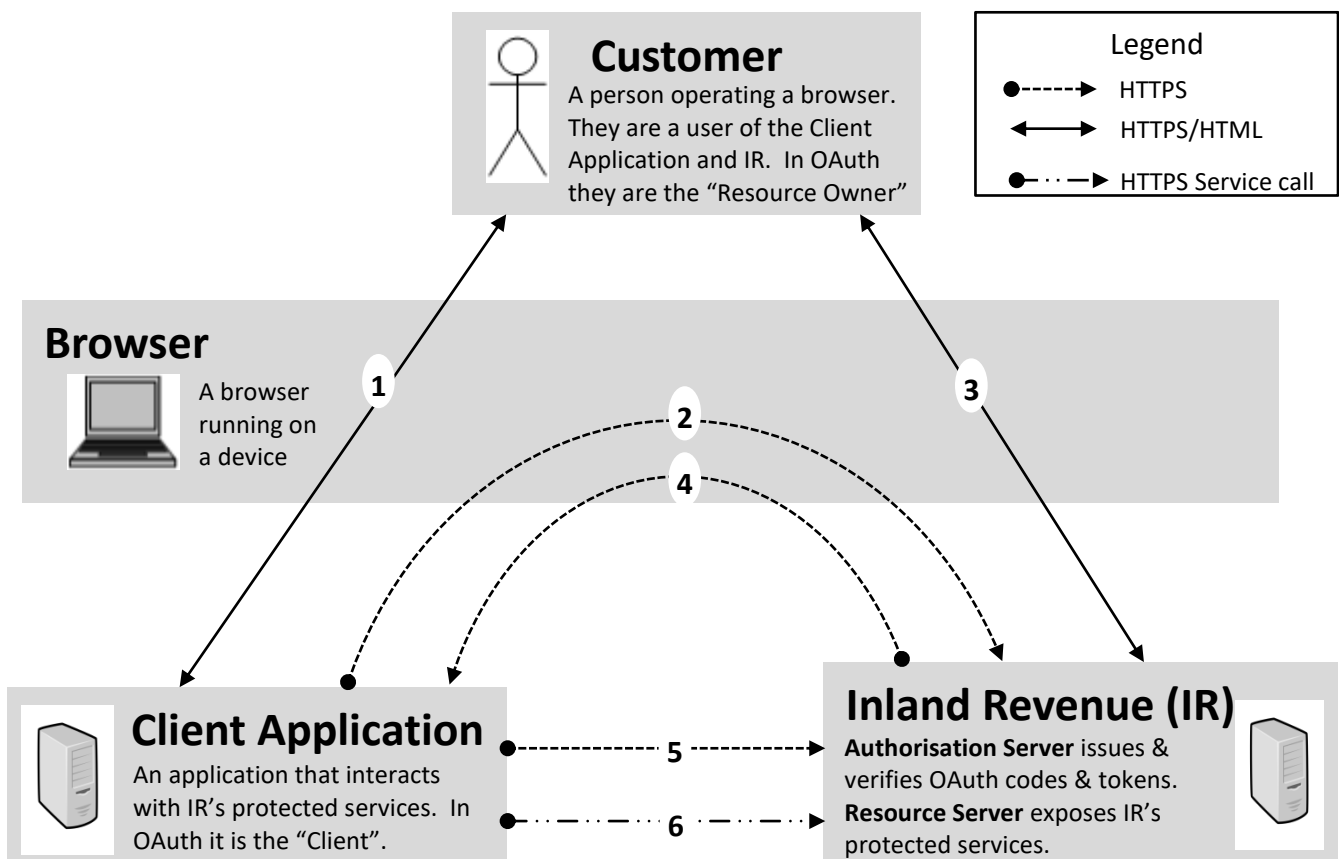 Customer
A person operating a browser.
They are a user of the Client
Application and IR.  In OAuth
they are the “Resource Owner”
Legend
HTTPS
HTTPS/HTML
HTTPS Service call
Browser
A browser
running on
a device
1
2
3
4
Client Application
An application that interacts
with IR’s protected services.  In
OAuth it is the “Client”.
5
6
Inland Revenue (IR)
Authorisation Server issues &
verifies OAuth codes & tokens.
Resource Server exposes IR’s
protected services.